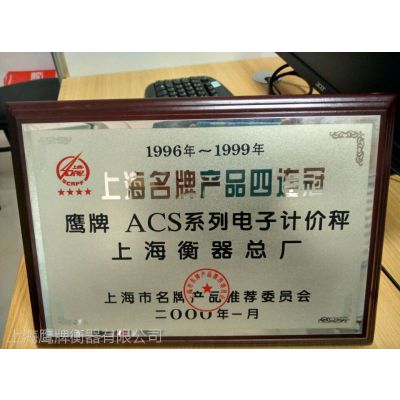 1996年～1999年
上海名牌产品四连冠
鹰牌 ACS系列电子计价秤
上海衡器总厂
上海市名牌产品推荐委员会
二000年一月
上海鹰牌衡器有限公司